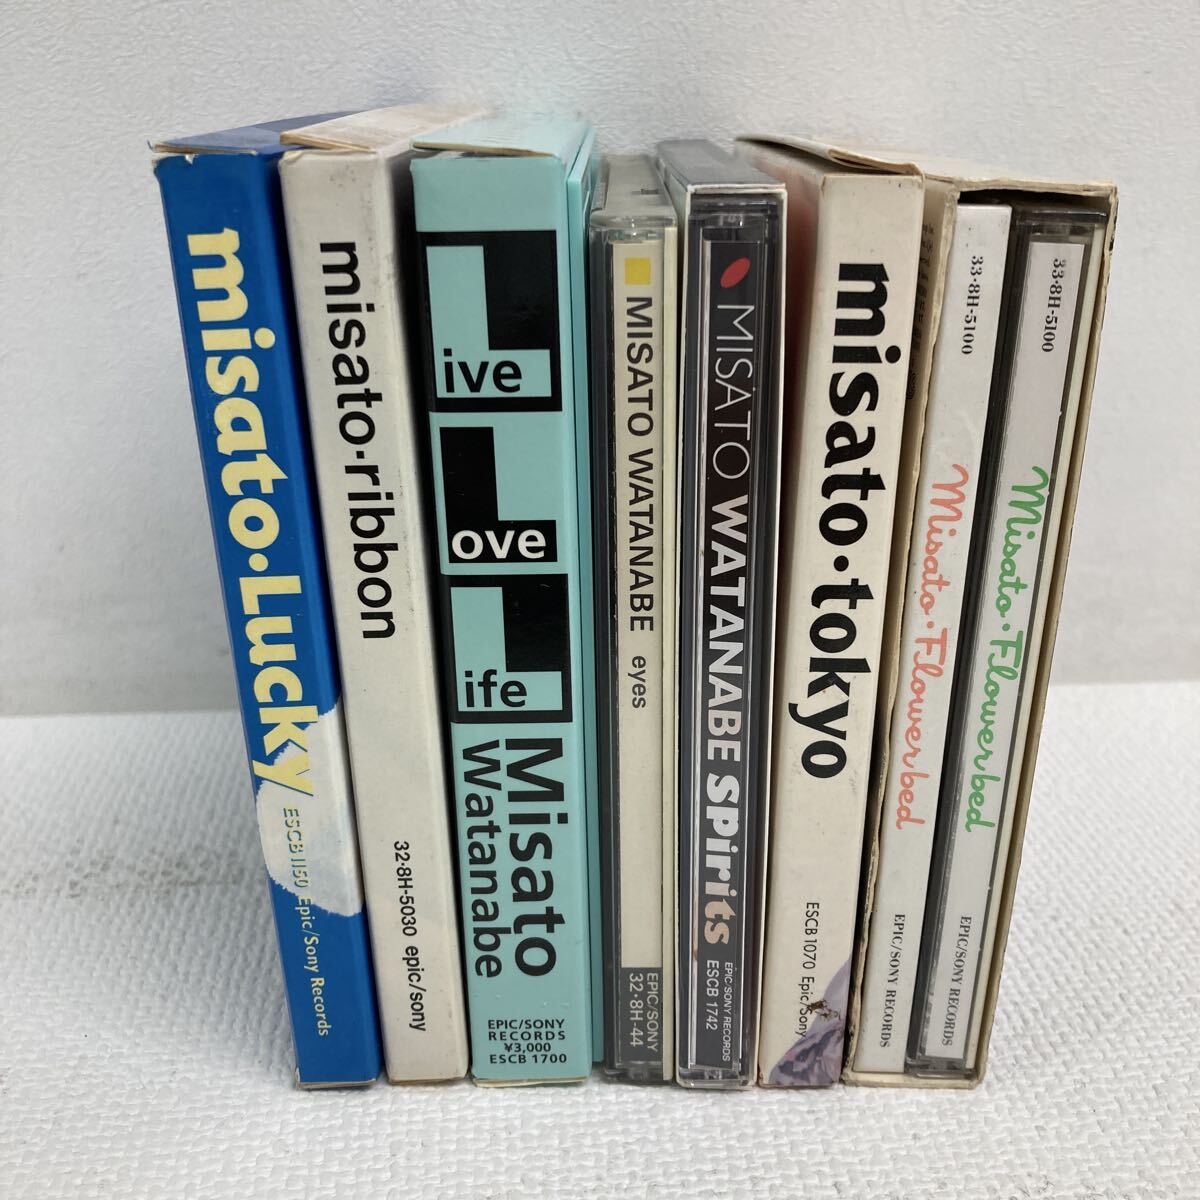 misato·Lucky
ESCB 1150 Epic/Sony Records
misato·ribbon
32·8H-5030 epic/sony
Live
Love
Life
Misato
Watanabe
EPIC/SONY
RECORDS
¥3,000
ESCB 1700
MISATO WATANABE eyes
EPIC/SONY
32·8H-44
MISATO WATANABE Spirits
EPIC/SONY RECORDS
ESCB 1742
misato·tokyo
ESCB 1070 Epic/Sony
33·8H-5100
Misato·Flowerbed
EPIC/SONY RECORDS
33·8H-5100
Misato·Flowerbed
EPIC/SONY RECORDS